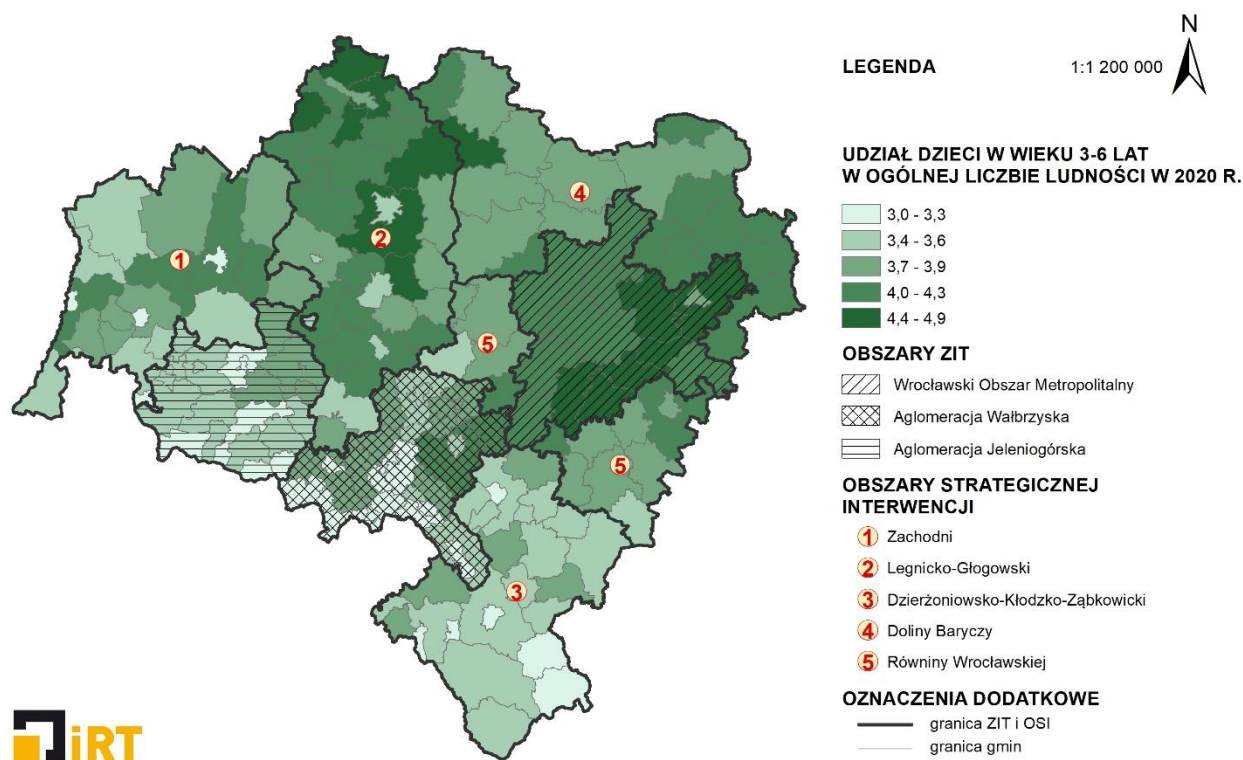 N
LEGENDA
1:1 200 000
UDZIAŁ DZIECI W WIEKU 3-6 LAT
W OGÓLNEJ LICZBIE LUDNOŚCI W 2020 R.
3,0 - 3,3
3,4 - 3,6
3,7 - 3,9
4,0 - 4,3
4,4 - 4,9
OBSZARY ZIT
Wrocławski Obszar Metropolitalny
Aglomeracja Wałbrzyska
Aglomeracja Jeleniogórska
OBSZARY STRATEGICZNEJ
INTERWENCJI
1 Zachodni
2 Legnicko-Głogowski
3 Dzierżoniowsko-Kłodzko-Ząbkowicki
4 Doliny Baryczy
5 Równiny Wrocławskiej
OZNACZENIA DODATKOWE
granica ZIT i OSI
granica gmin
4
2
1
5
5
3
iRT